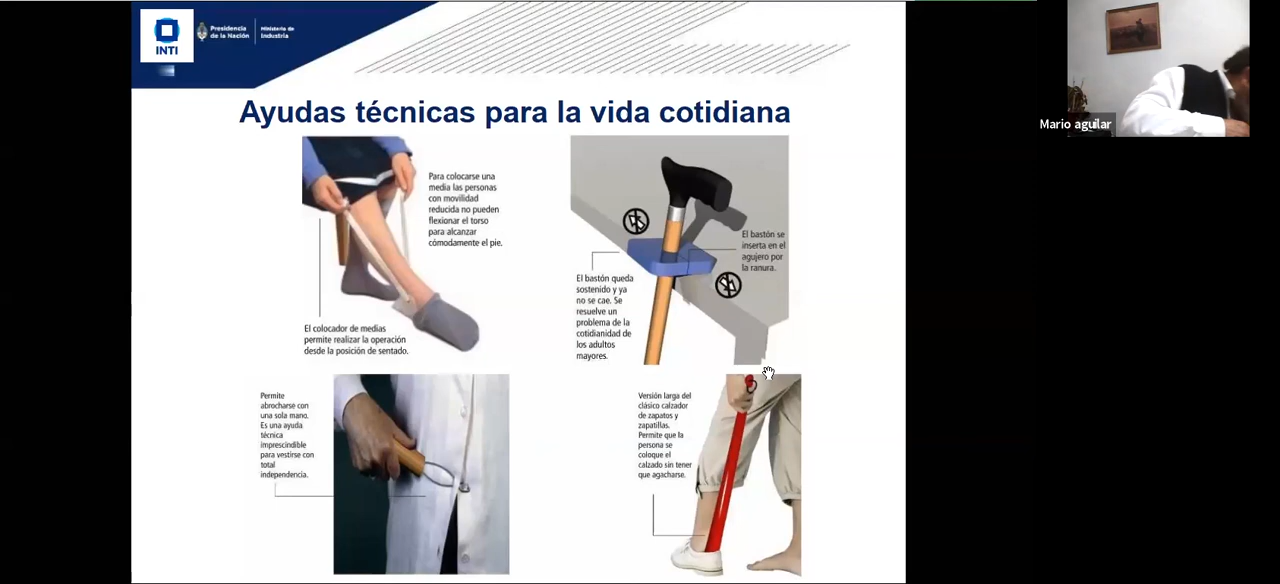 INTI
Presidencia
de la Nación
Ministerio de
Industria
Ayudas técnicas para la vida cotidiana
Para colocarse una
media las personas
con movilidad
reducida no pueden
flexionar el torso
para alcanzar
cómodamente el pie.
El colocador de medias
permite realizar la operación
desde la posición de sentado.
El bastón se
inserta en el
agujero por
la ranura.
El bastón queda
sostenido y ya
no se cae. Se
resuelve un
problema de la
cotidianidad de
los adultos
mayores.
Permite
abrocharse con
una sola mano.
Es una ayuda
técnica
imprescindible
para vestirse con
total
independencia.
Versión larga del
clásico calzador
de zapatos y
zapatillas.
Permite que la
persona se
coloque el
calzado sin tener
que agacharse.
Mario aguilar